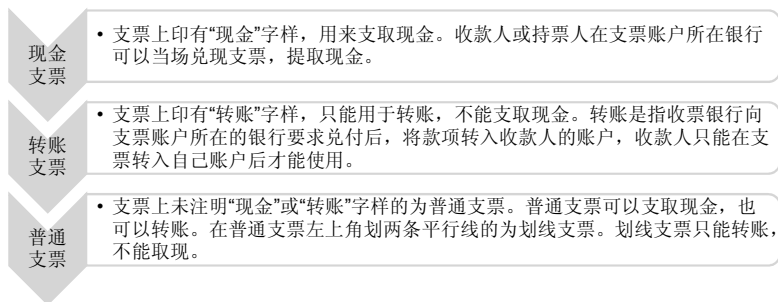 现金
支票
• 支票上印有“现金”字样，用来支取现金。收款人或持票人在支票账户所在银行
可以当场兑现支票，提取现金。
转账
支票
• 支票上印有“转账”字样，只能用于转账，不能支取现金。转账是指收票银行向
支票账户所在的银行要求兑付后，将款项转入收款人的账户，收款人只能在支
票转入自己账户后才能使用。
普通
支票
• 支票上未注明“现金”或“转账”字样的为普通支票。普通支票可以支取现金，也
可以转账。在普通支票左上角划两条平行线的为划线支票。划线支票只能转账，
不能取现。